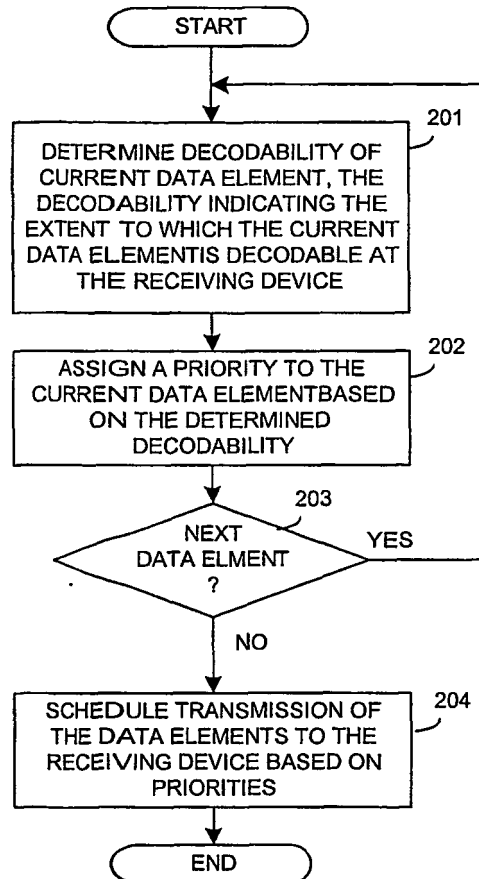 START
201
DETERMINE DECODABILITY OF
CURRENT DATA ELEMENT, THE
DECODABILITY INDICATING THE
EXTENT TO WHICH THE CURRENT
DATA ELEMENTIS DECODABLE AT
THE RECEIVING DEVICE
202
ASSIGN A PRIORITY TO THE
CURRENT DATA ELEMENTBASED
ON THE DETERMINED
DECODABILITY
203
NEXT
DATA ELMENT
?
YES
NO
204
SCHEDULE TRANSMISSION OF
THE DATA ELEMENTS TO THE
RECEIVING DEVICE BASED ON
PRIORITIES
END